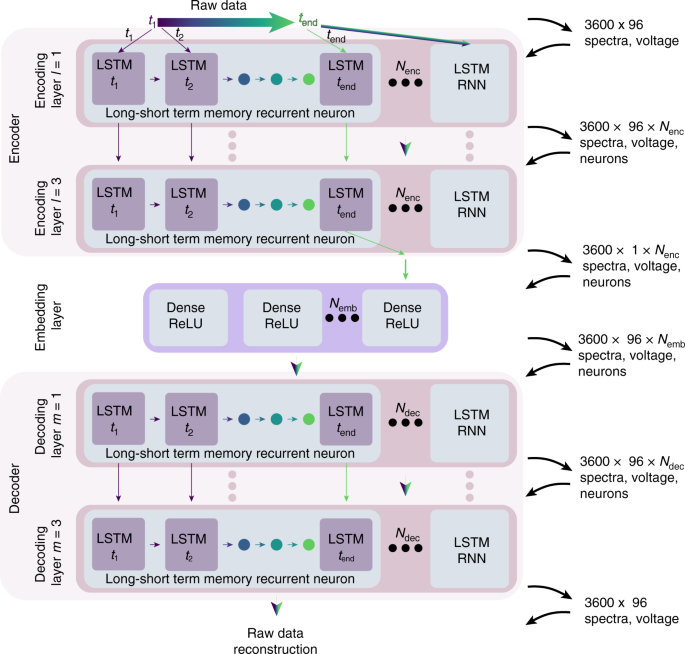 Raw data
t1 tend
t1 t2 tend
3600 x 96
spectra, voltage
Encoder
Encoding
layer l = 1
LSTM
t1
LSTM
t2
LSTM
tend
Nenc
LSTM
RNN
Long-short term memory recurrent neuron
3600 × 96 × Nenc
spectra, voltage,
neurons
Encoding
layer l = 3
LSTM
t1
LSTM
t2
LSTM
tend
Nenc
LSTM
RNN
Long-short term memory recurrent neuron
3600 × 1 × Nenc
spectra, voltage,
neurons
Embedding
layer
Dense
ReLU
Dense
ReLU
Nemb
Dense
ReLU
3600 × 96 × Nemb
spectra, voltage,
neurons
Decoder
Decoding
layer m = 1
LSTM
t1
LSTM
t2
LSTM
tend
Ndec
LSTM
RNN
Long-short term memory recurrent neuron
3600 × 96 × Ndec
spectra, voltage,
neurons
Decoding
layer m = 3
LSTM
t1
LSTM
t2
LSTM
tend
Ndec
LSTM
RNN
Long-short term memory recurrent neuron
3600 x 96
spectra, voltage
Raw data
reconstruction